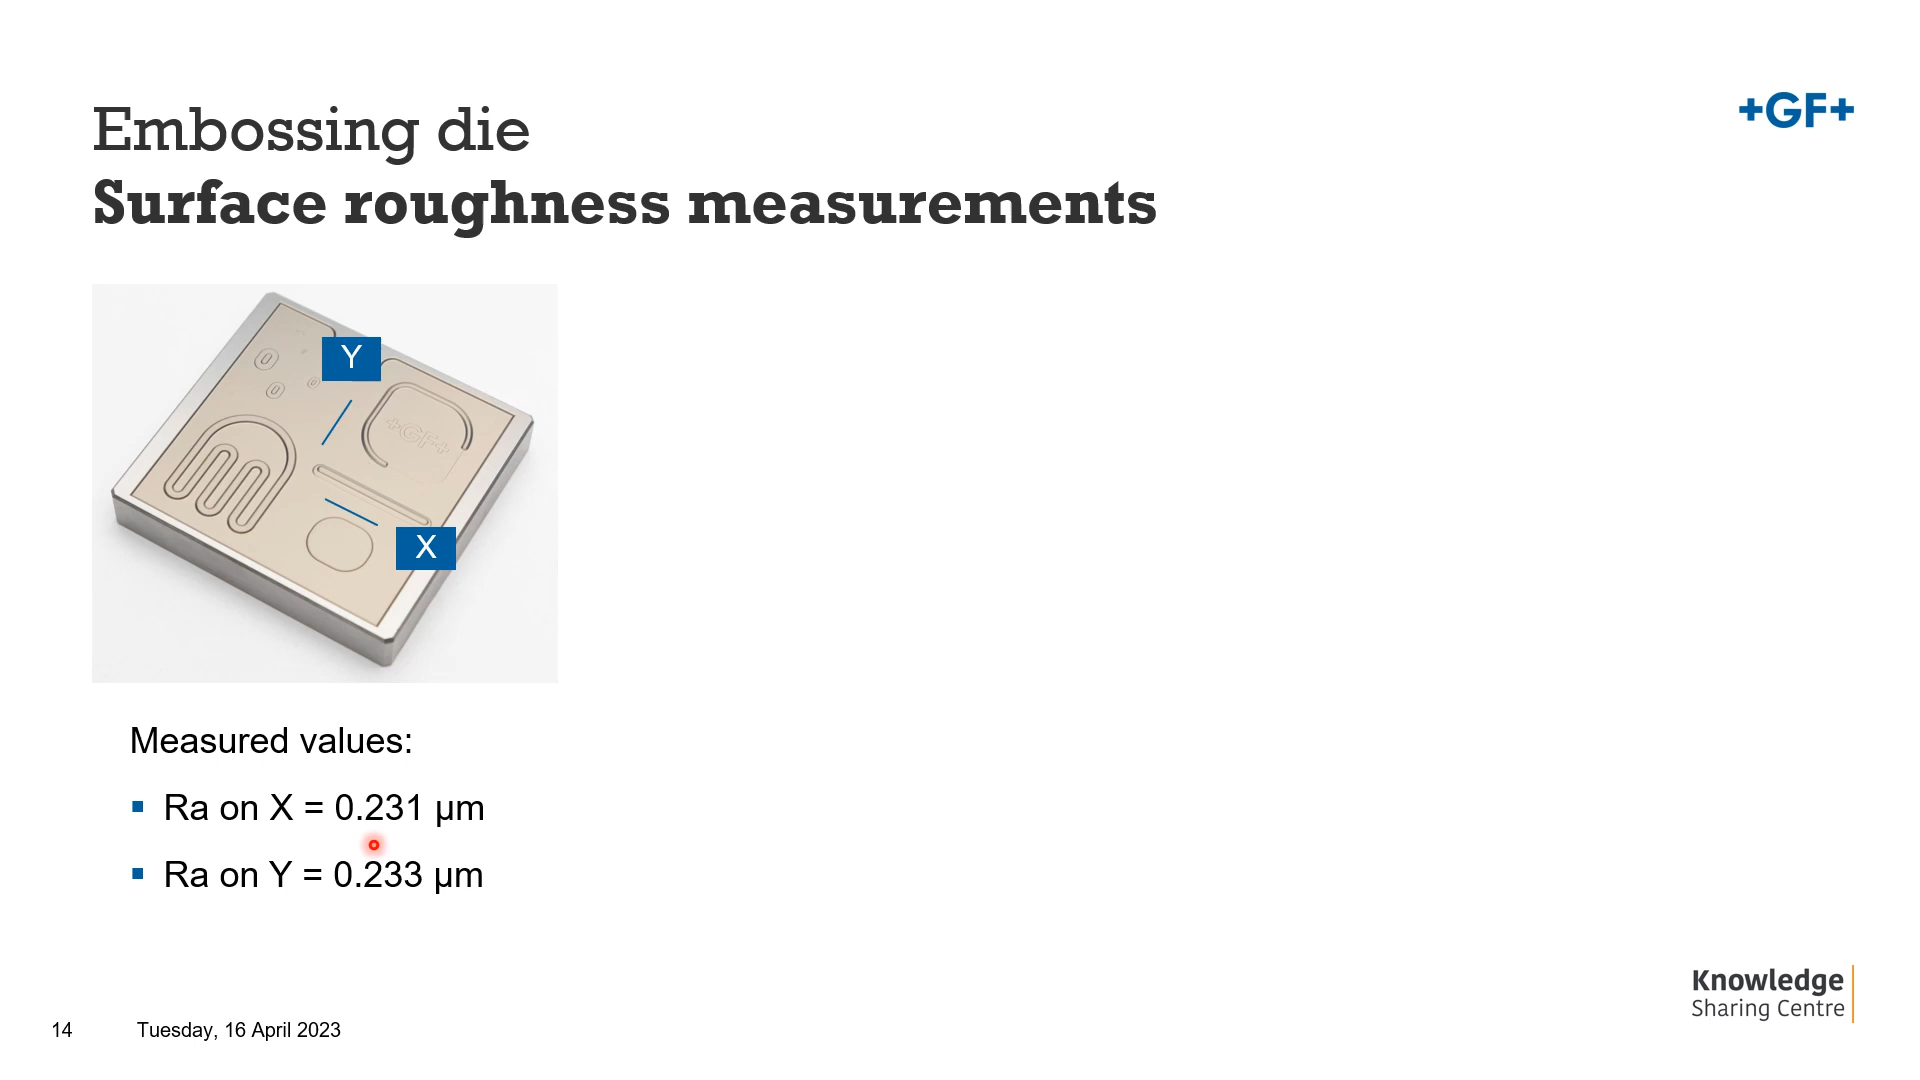 Embossing die
Surface roughness measurements
+GF+
Y
+GF+
X
Measured values:
▪ Ra on X = 0.231 µm
▪ Ra on Y = 0.233 µm
Knowledge
Sharing Centre
14 Tuesday, 16 April 2023